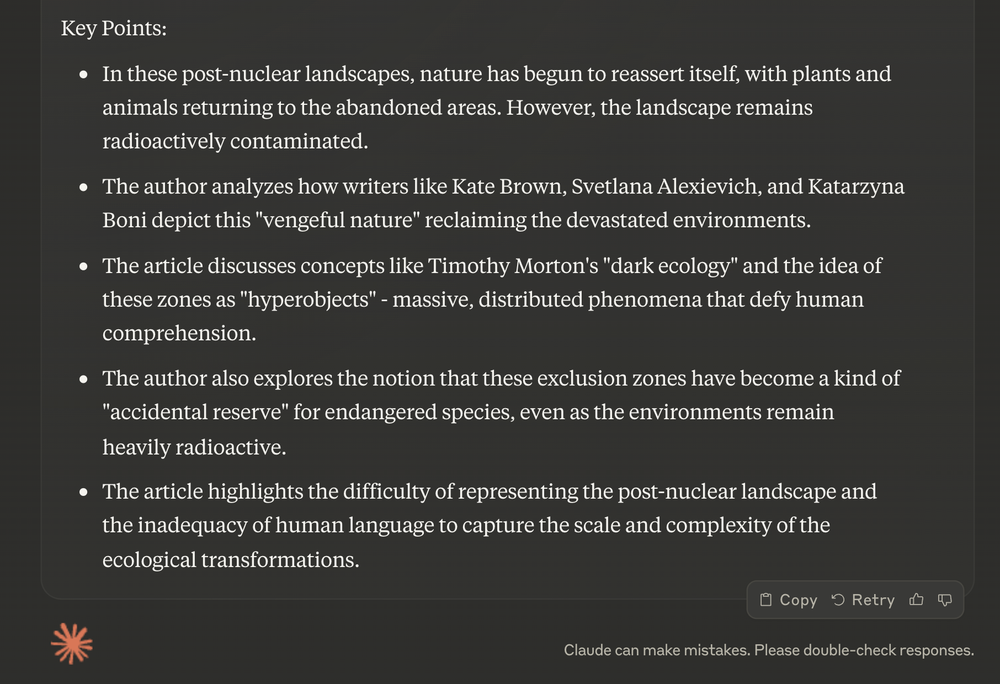 Key Points:
In these post-nuclear landscapes, nature has begun to reassert itself, with plants and
animals returning to the abandoned areas. However, the landscape remains
radioactively contaminated.
The author analyzes how writers like Kate Brown, Svetlana Alexievich, and Katarzyna
Boni depict this "vengeful nature" reclaiming the devastated environments.
The article discusses concepts like Timothy Morton's "dark ecology" and the idea of
these zones as "hyperobjects" - massive, distributed phenomena that defy human
comprehension.
The author also explores the notion that these exclusion zones have become a kind of
"accidental reserve" for endangered species, even as the environments remain
heavily radioactive.
The article highlights the difficulty of representing the post-nuclear landscape and
the inadequacy of human language to capture the scale and complexity of the
ecological transformations.
Copy Retry
Claude can make mistakes. Please double-check responses.